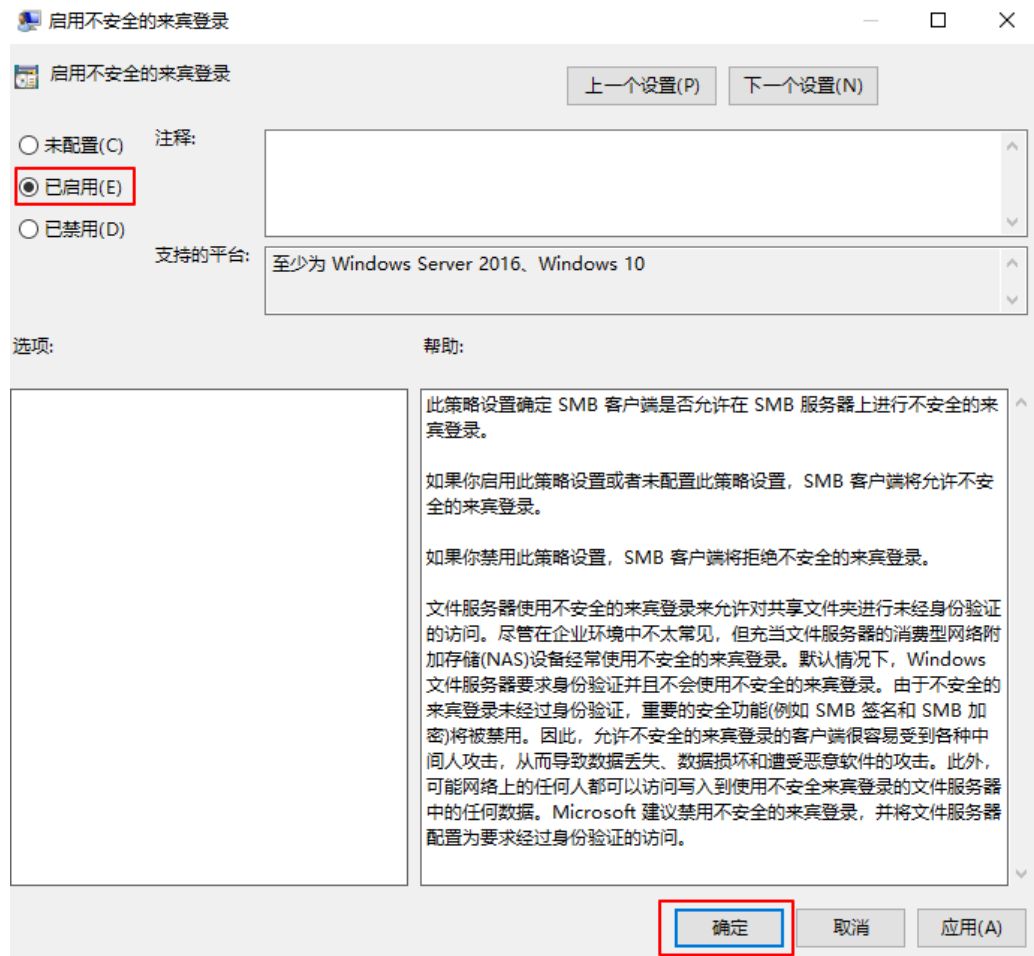 启用不安全的来宾登录
启用不安全的来宾登录
上一个设置(P)
下一个设置(N)
未配置(C)
注释:
已启用(E)
已禁用(D)
支持的平台:
至少为 Windows Server 2016、Windows 10
选项:
帮助:
此策略设置确定 SMB 客户端是否允许在 SMB 服务器上进行不安全的来
宾登录。
如果你启用此策略设置或者未配置此策略设置，SMB 客户端将允许不安
全的来宾登录。
如果你禁用此策略设置，SMB 客户端将拒绝不安全的来宾登录。
文件服务器使用不安全的来宾登录来允许对共享文件夹进行未经身份验证
的访问。尽管在企业环境中不太常见，但充当文件服务器的消费型网络附
加存储(NAS)设备经常使用不安全的来宾登录。默认情况下，Windows
文件服务器要求身份验证并且不会使用不安全的来宾登录。由于不安全的
来宾登录未经过身份验证，重要的安全功能(例如 SMB 签名和 SMB 加
密)将被禁用。因此，允许不安全的来宾登录的客户端很容易受到各种中
间人攻击，从而导致数据丢失、数据损坏和遭受恶意软件的攻击。此外，
可能网络上的任何人都可以访问写入到使用不安全来宾登录的文件服务器
中的任何数据。Microsoft 建议禁用不安全的来宾登录，并将文件服务器
配置为要求经过身份验证的访问。
确定
取消
应用(A)